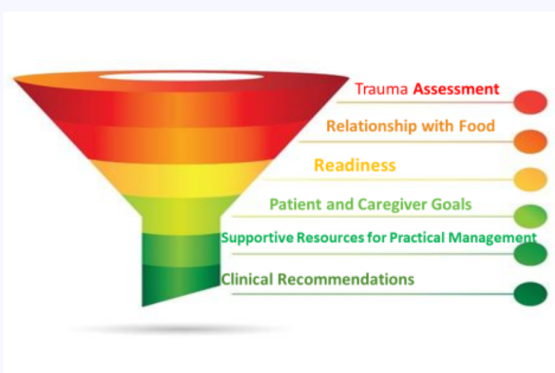 Trauma Assessment
Relationship with Food
Readiness
Patient and Caregiver Goals
Supportive Resources for Practical Management
Clinical Recommendations